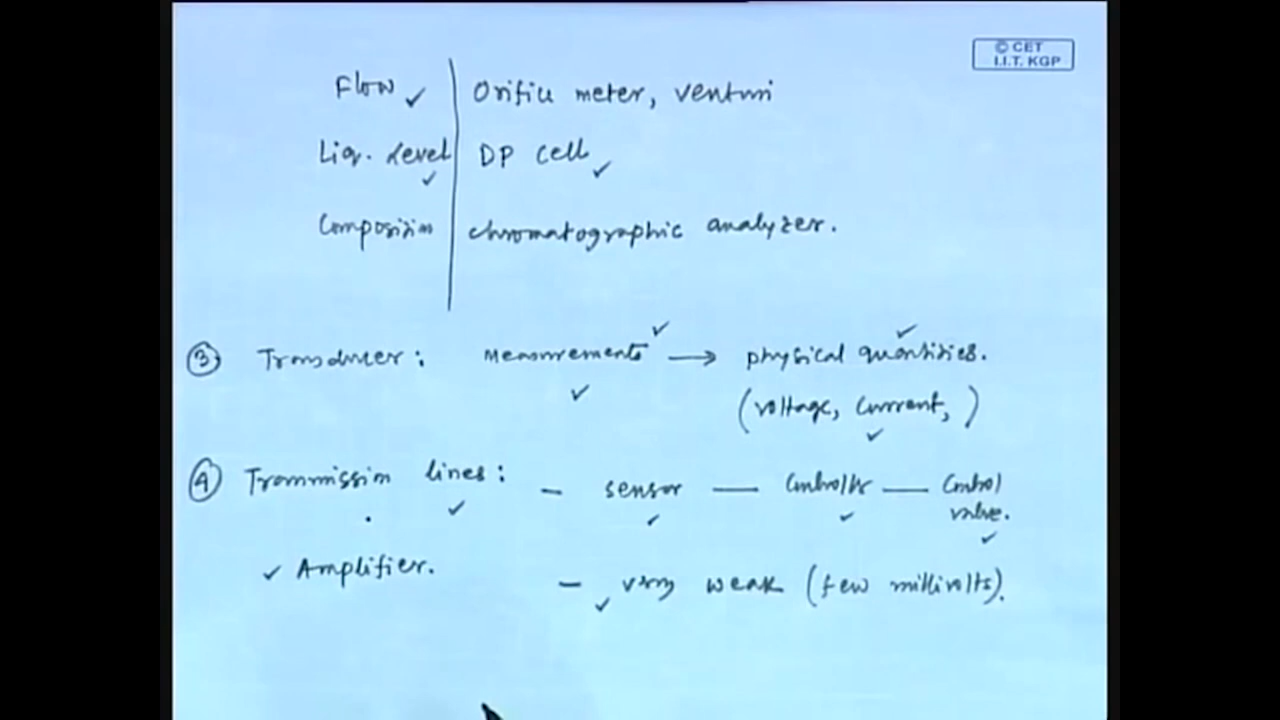 © CET
I.I.T. KGP
Flow ✓ | Orifice meter, venturi
Liq. Level ✓ | DP cell ✓
Composition | chromatographic analyzer.
③ Transducer : Measurements ✓ → physical quantities.
(voltage, current, )
④ Transmission lines : – sensor — Controller — Control valve.
✓ Amplifier. – very weak (few millivolts).